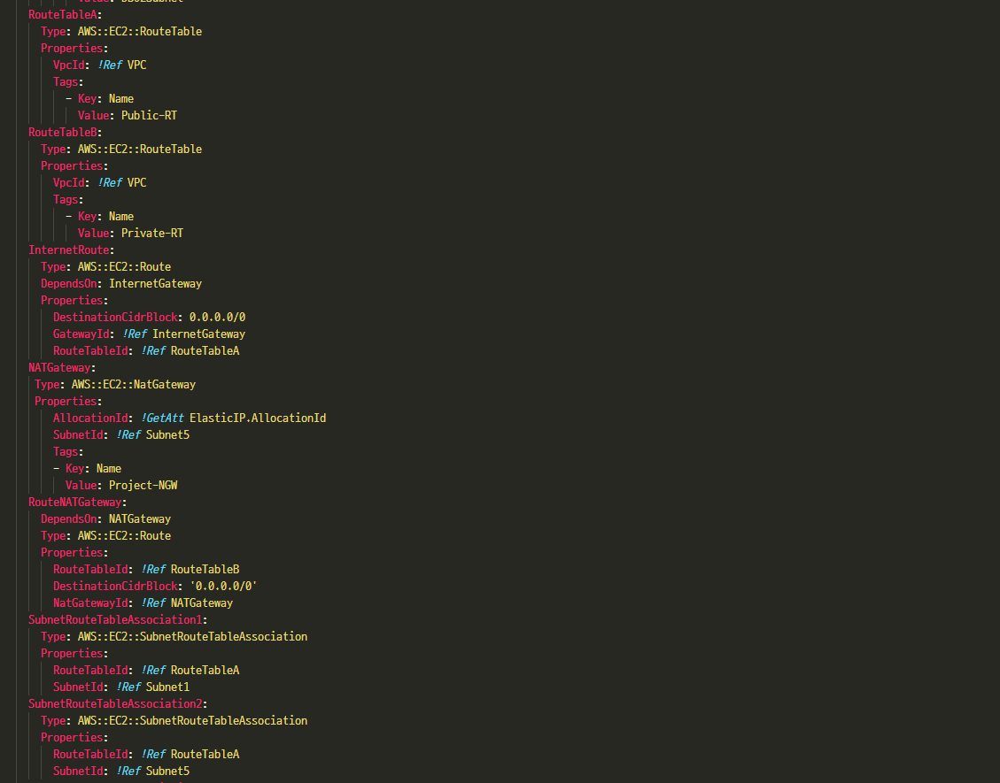 RouteTableA:
Type: AWS::EC2::RouteTable
Properties:
VpcId: !Ref VPC
Tags:
- Key: Name
Value: Public-RT
RouteTableB:
Type: AWS::EC2::RouteTable
Properties:
VpcId: !Ref VPC
Tags:
- Key: Name
Value: Private-RT
InternetRoute:
Type: AWS::EC2::Route
DependsOn: InternetGateway
Properties:
DestinationCidrBlock: 0.0.0.0/0
GatewayId: !Ref InternetGateway
RouteTableId: !Ref RouteTableA
NATGateway:
Type: AWS::EC2::NatGateway
Properties:
AllocationId: !GetAtt ElasticIP.AllocationId
SubnetId: !Ref Subnet5
Tags:
- Key: Name
Value: Project-NGW
RouteNATGateway:
DependsOn: NATGateway
Type: AWS::EC2::Route
Properties:
RouteTableId: !Ref RouteTableB
DestinationCidrBlock: '0.0.0.0/0'
NatGatewayId: !Ref NATGateway
SubnetRouteTableAssociation1:
Type: AWS::EC2::SubnetRouteTableAssociation
Properties:
RouteTableId: !Ref RouteTableA
SubnetId: !Ref Subnet1
SubnetRouteTableAssociation2:
Type: AWS::EC2::SubnetRouteTableAssociation
Properties:
RouteTableId: !Ref RouteTableA
SubnetId: !Ref Subnet5